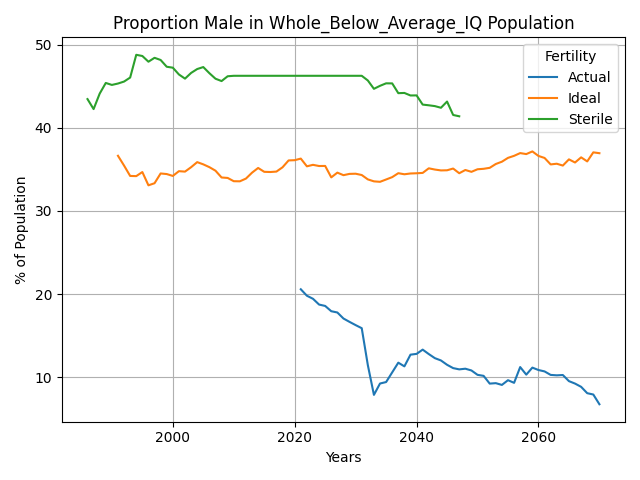 Proportion Male in Whole_Below_Average_IQ Population
% of Population
50
40
30
20
10
Fertility
Actual
Ideal
Sterile
2000 2020 2040 2060
Years